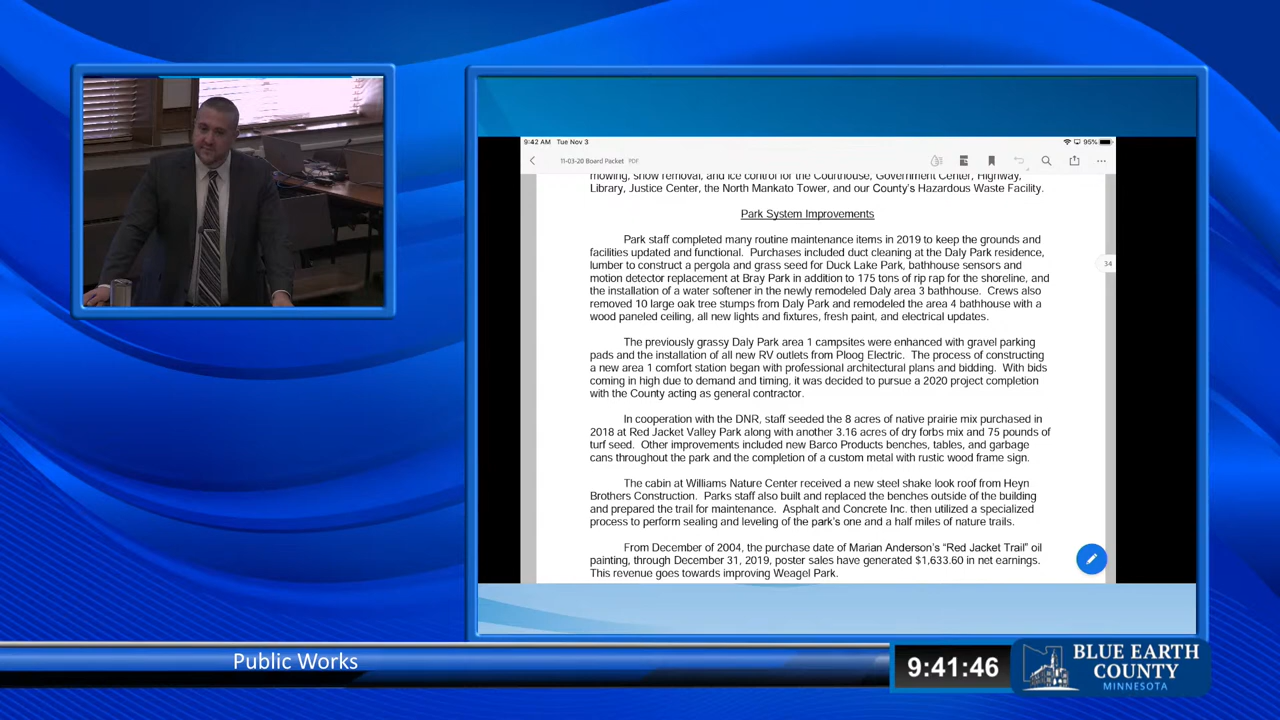 9:42 AM Tue Nov 3
95%
11-03-20 Board Packet PDF
mowing, snow removal, and ice control for the Courthouse, Government Center, Highway,
Library, Justice Center, the North Mankato Tower, and our County's Hazardous Waste Facility.
Park System Improvements
Park staff completed many routine maintenance items in 2019 to keep the grounds and
facilities updated and functional. Purchases included duct cleaning at the Daly Park residence,
lumber to construct a pergola and grass seed for Duck Lake Park, bathhouse sensors and
motion detector replacement at Bray Park in addition to 175 tons of rip rap for the shoreline, and
the installation of a water softener in the newly remodeled Daly area 3 bathhouse. Crews also
removed 10 large oak tree stumps from Daly Park and remodeled the area 4 bathhouse with a
wood paneled ceiling, all new lights and fixtures, fresh paint, and electrical updates.
The previously grassy Daly Park area 1 campsites were enhanced with gravel parking
pads and the installation of all new RV outlets from Ploog Electric. The process of constructing
a new area 1 comfort station began with professional architectural plans and bidding. With bids
coming in high due to demand and timing, it was decided to pursue a 2020 project completion
with the County acting as general contractor.
In cooperation with the DNR, staff seeded the 8 acres of native prairie mix purchased in
2018 at Red Jacket Valley Park along with another 3.16 acres of dry forbs mix and 75 pounds of
turf seed. Other improvements included new Barco Products benches, tables, and garbage
cans throughout the park and the completion of a custom metal with rustic wood frame sign.
The cabin at Williams Nature Center received a new steel shake look roof from Heyn
Brothers Construction. Parks staff also built and replaced the benches outside of the building
and prepared the trail for maintenance. Asphalt and Concrete Inc. then utilized a specialized
process to perform sealing and leveling of the park's one and a half miles of nature trails.
From December of 2004, the purchase date of Marian Anderson's "Red Jacket Trail" oil
painting, through December 31, 2019, poster sales have generated $1,633.60 in net earnings.
This revenue goes towards improving Weagel Park.
34
Public Works
9:41:46
BLUE EARTH
COUNTY
MINNESOTA